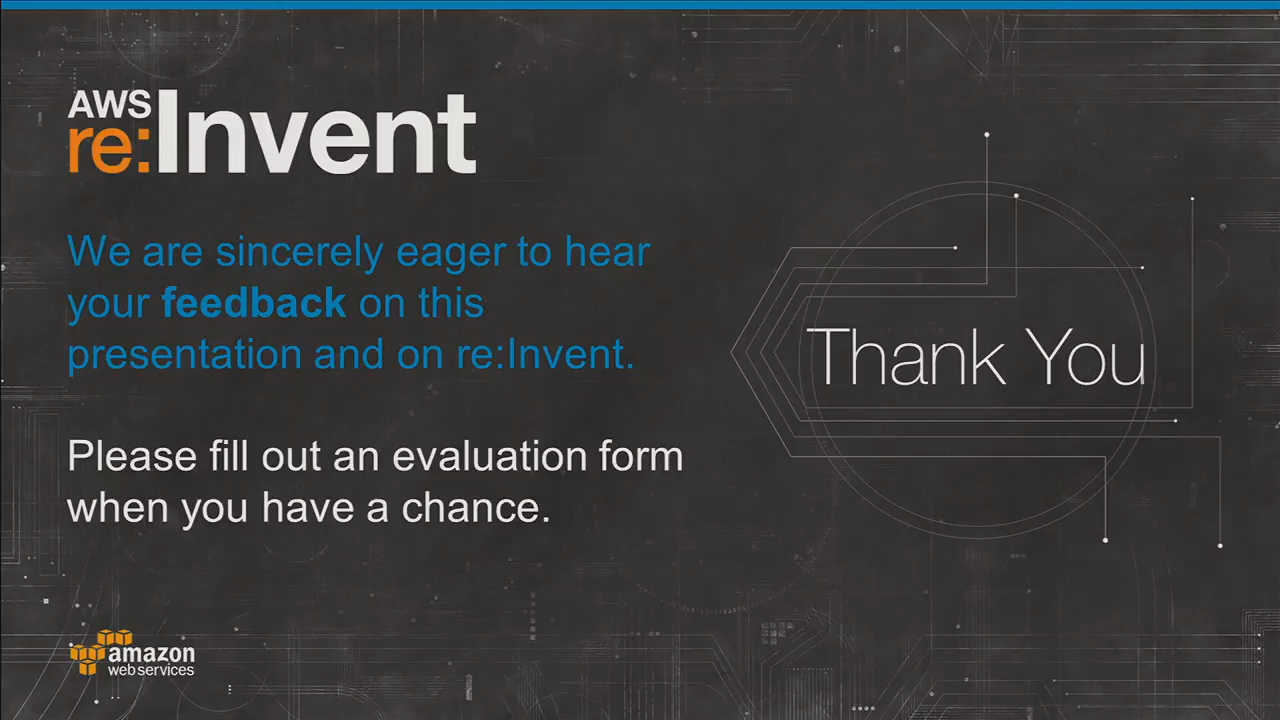 AWS
re:Invent
We are sincerely eager to hear
your feedback on this
presentation and on re:Invent.
Please fill out an evaluation form
when you have a chance.
Thank You
amazon
web services